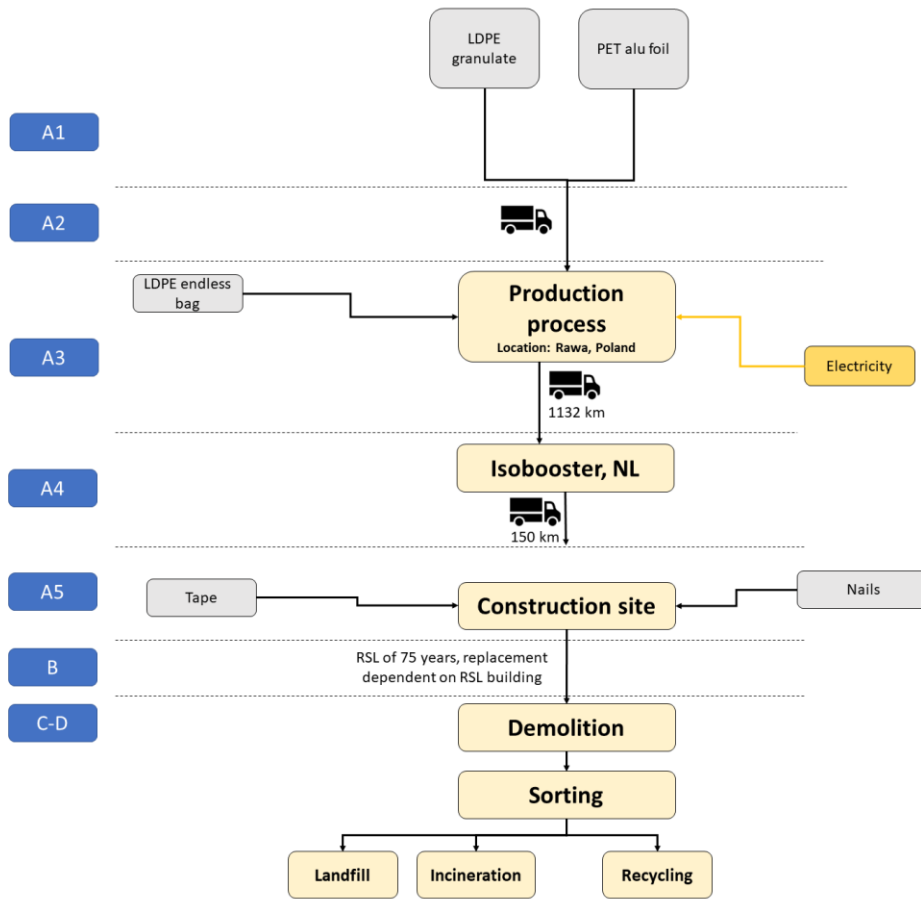 LDPE
granulate
PET alu foil
A1
A2
LDPE endless
bag
Production
process
Location: Rawa, Poland
A3
Electricity
1132 km
Isobooster, NL
A4
150 km
A5
Tape
Construction site
Nails
RSL of 75 years, replacement
dependent on RSL building
B
C-D
Demolition
Sorting
Landfill
Incineration
Recycling